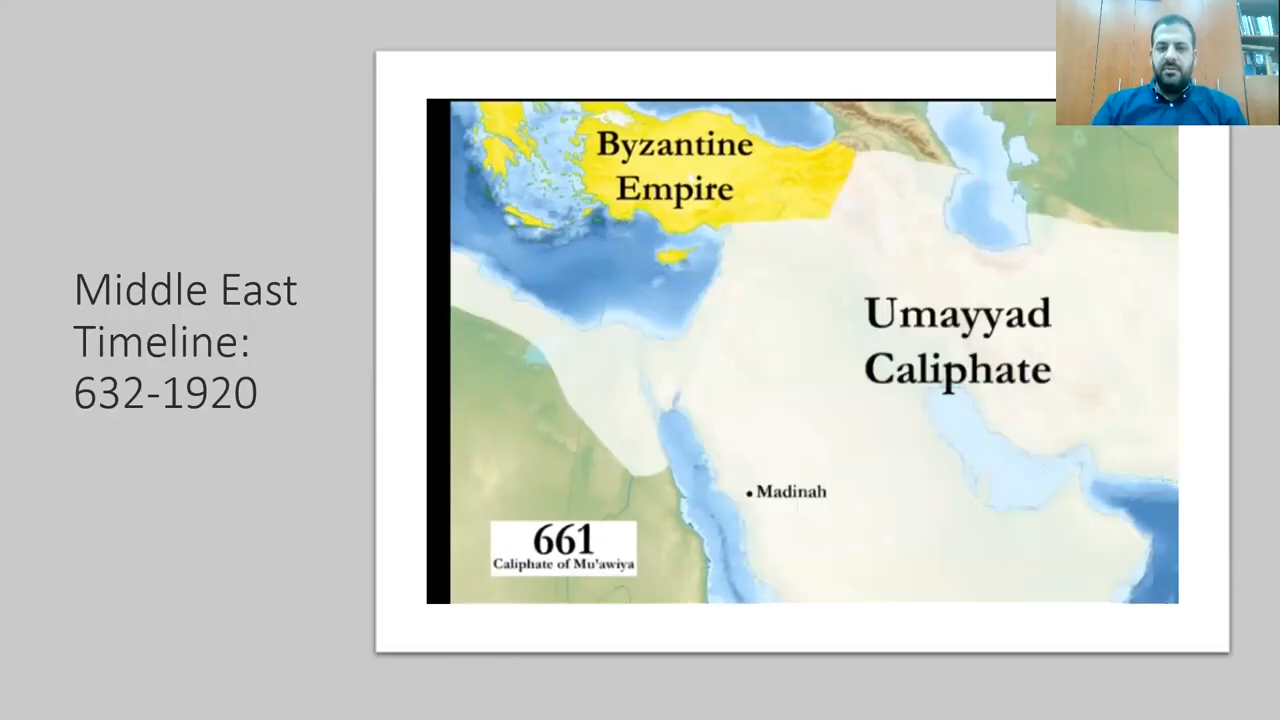 Middle East
Timeline:
632-1920
Byzantine
Empire
Umayyad
Caliphate
Madinah
661
Caliphate of Mu'awiya